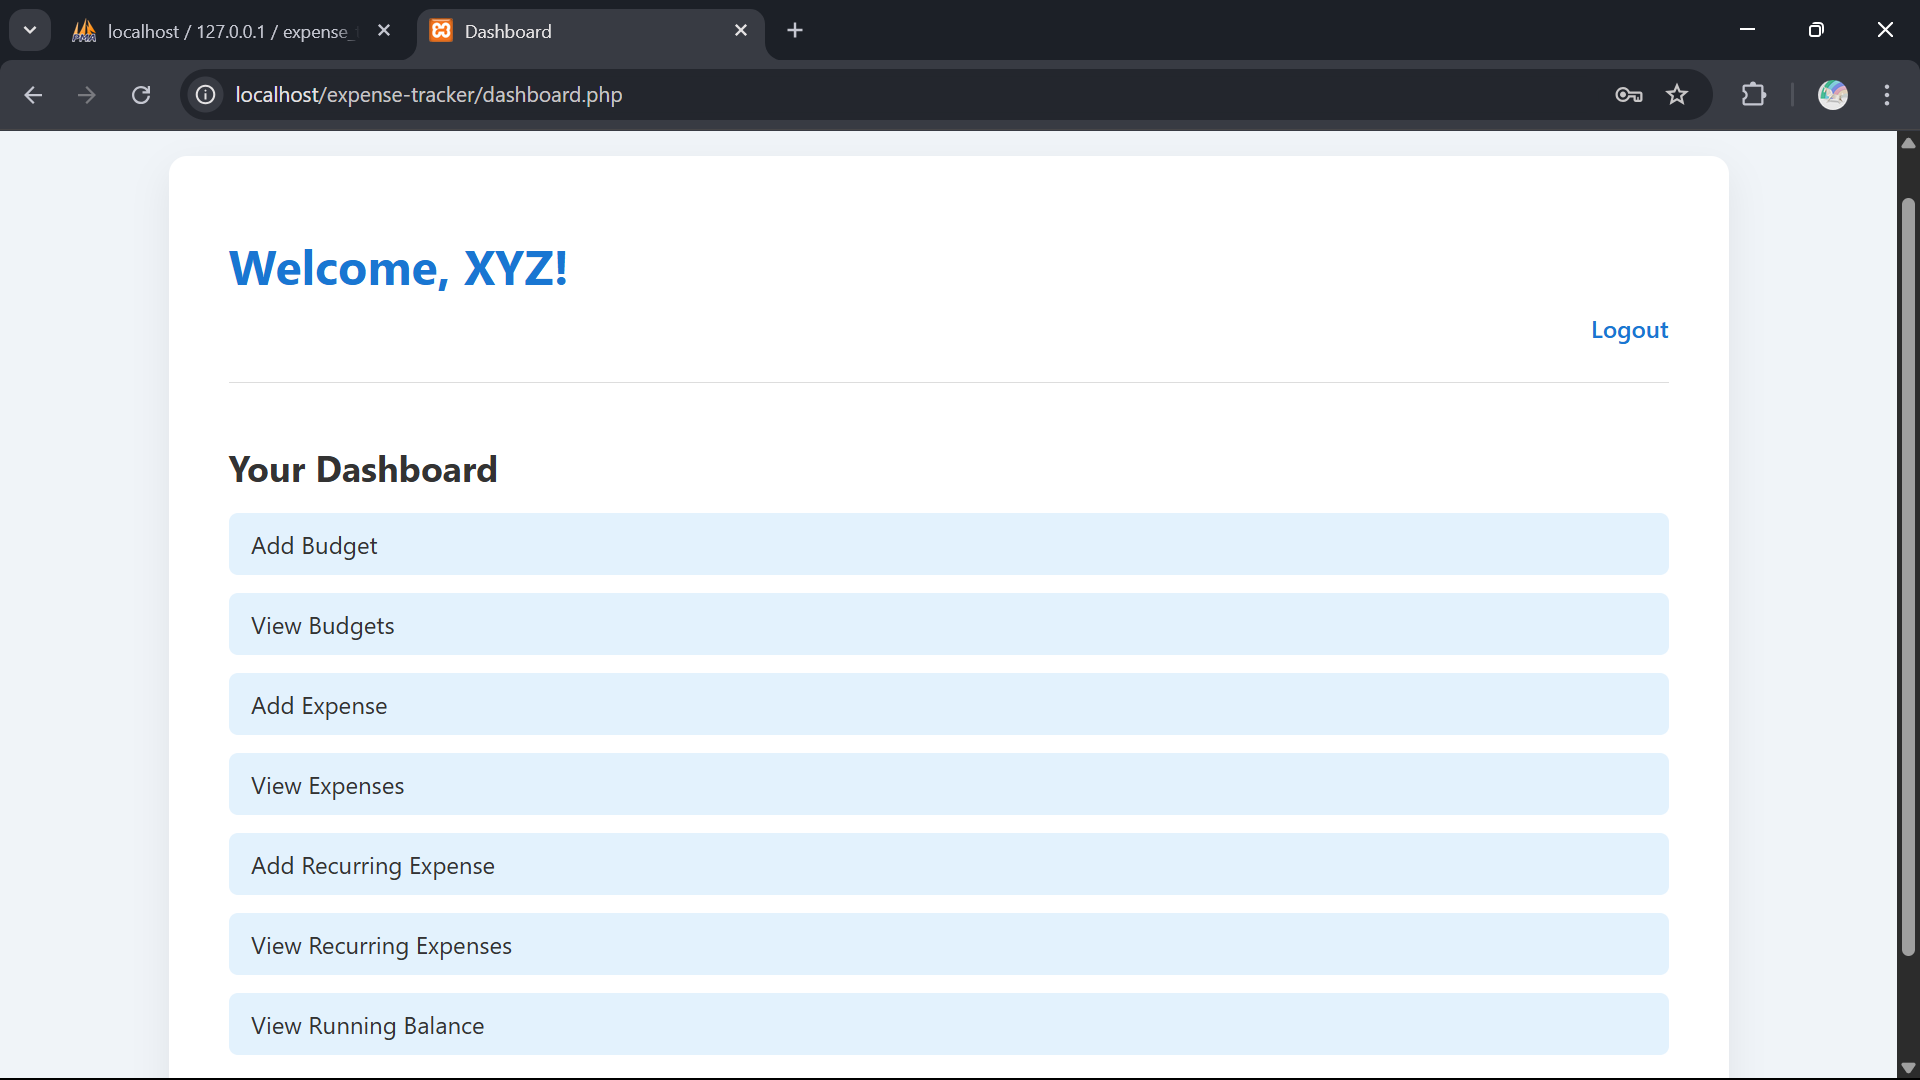 localhost / 127.0.0.1 / expense_
Dashboard
localhost/expense-tracker/dashboard.php
Welcome, XYZ!
Logout
Your Dashboard
Add Budget
View Budgets
Add Expense
View Expenses
Add Recurring Expense
View Recurring Expenses
View Running Balance